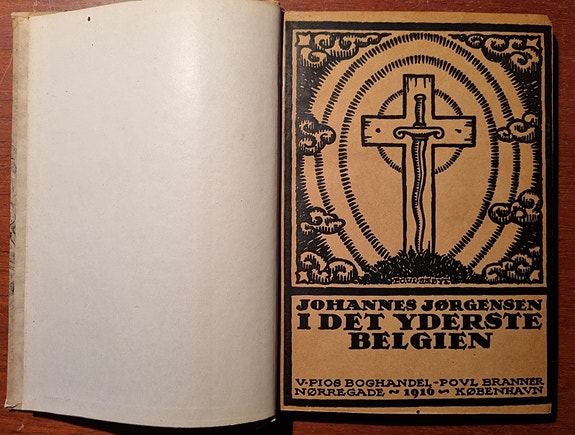 JOHANNES JØRGENSEN
I DET YDERSTE
BELGIEN
V·PIOS BOGHANDEL-POVL BRANNER
NØRREGADE ~ 1916 ~ KØBENHAVN